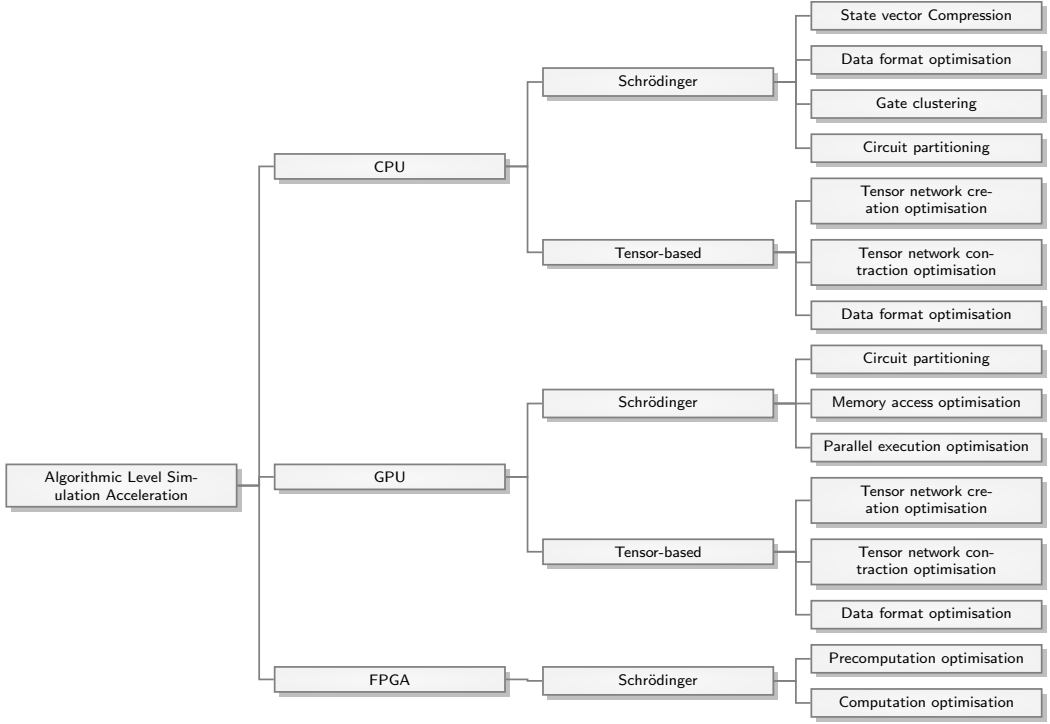 Algorithmic Level Sim-
ulation Acceleration
CPU
Schrödinger
State vector Compression
Data format optimisation
Gate clustering
Circuit partitioning
Tensor-based
Tensor network cre-
ation optimisation
Tensor network con-
traction optimisation
Data format optimisation
GPU
Schrödinger
Circuit partitioning
Memory access optimisation
Parallel execution optimisation
Tensor-based
Tensor network cre-
ation optimisation
Tensor network con-
traction optimisation
Data format optimisation
FPGA
Schrödinger
Precomputation optimisation
Computation optimisation